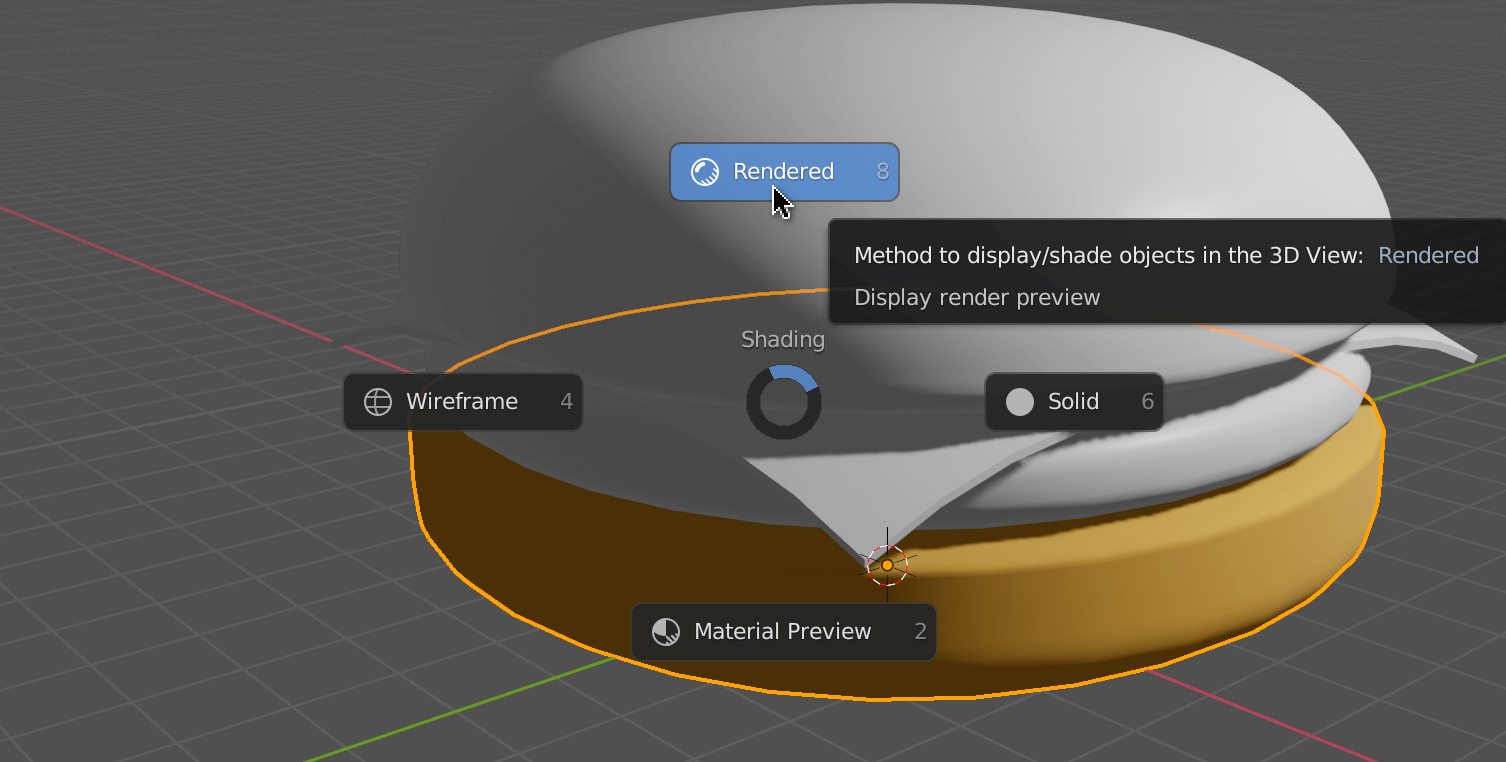 Rendered 8
Method to display/shade objects in the 3D View: Rendered
Display render preview
Shading
Wireframe 4
Solid 6
Material Preview 2